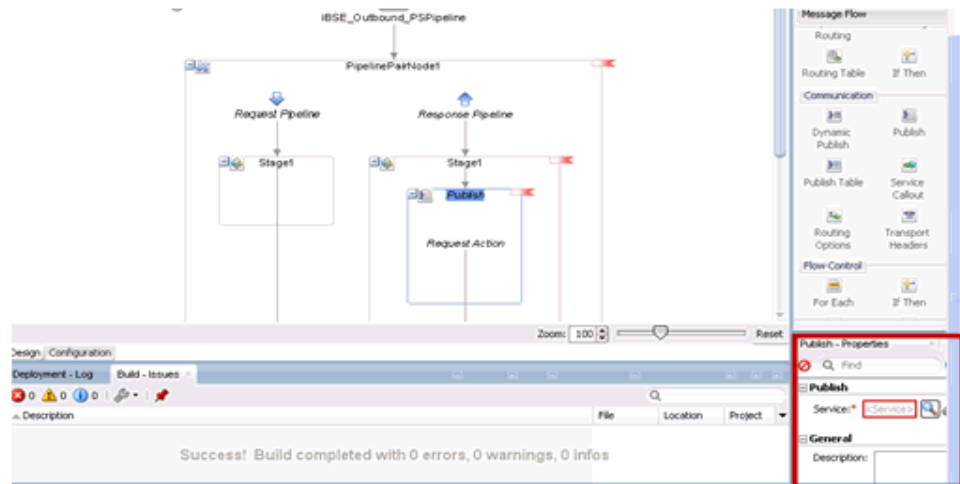 iBSE_Outbound_PSPipeline
PipelinePairNode1
Request Pipeline
Response Pipeline
Stage1
Stage1
Publish
Request Action
Zoom: 100
Reset
Design Configuration
Deployment - Log Build - Issues
0 0 0
Description File Location Project
Success! Build completed with 0 errors, 0 warnings, 0 infos
Message Flow
Routing
Routing Table If Then
Communication
Dynamic Publish
Publish
Publish Table Service
Callout
Routing Transport
Options Headers
Flow Control
For Each If Then
Publish - Properties
Find
Publish
Service:* <Service>
General
Description: